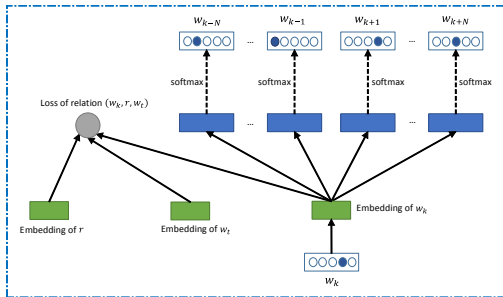 w_{k-N} w_{k-1} w_{k+1} w_{k+N}
... ...
softmax softmax softmax softmax
Loss of relation (w_k, r, w_t)
... ...
Embedding of r Embedding of w_t Embedding of w_k
w_k